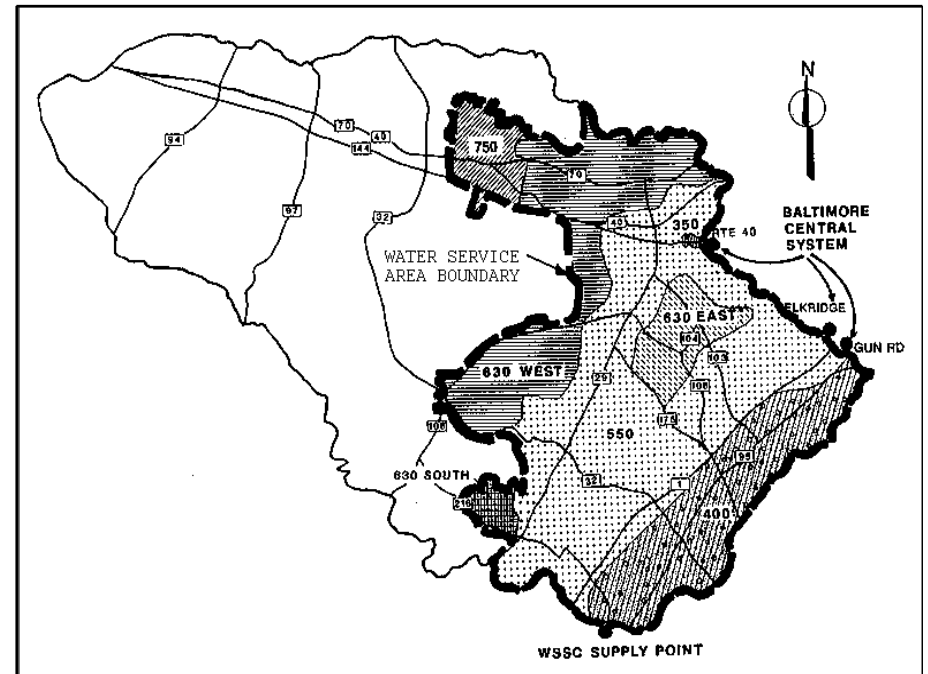 N
94
70
40
144
97
32
750
70
40
350
RTE 40
BALTIMORE
CENTRAL
SYSTEM
WATER SERVICE
AREA BOUNDARY
ELKRIDGE
GUN RD
630 EAST
104
103
630 WEST
29
108
108
175
550
95
630 SOUTH
216
32
1
400
WSSC SUPPLY POINT